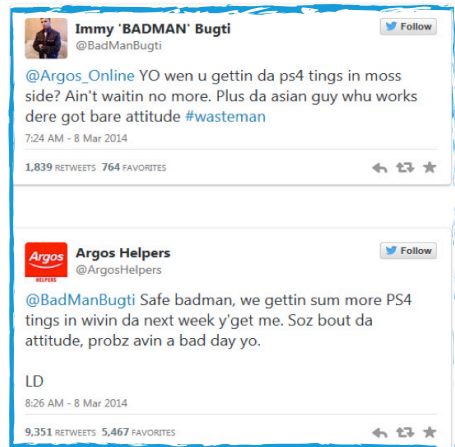 Immy 'BADMAN' Bugti
Follow
@BadManBugti
@Argos_Online YO wen u gettin da ps4 tings in moss
side? Ain't waitin no more. Plus da asian guy whu works
dere got bare attitude #wasteman
7:24 AM - 8 Mar 2014
1,839 RETWEETS 764 FAVORITES
Argos
HELPERS
Argos Helpers
Follow
@ArgosHelpers
@BadManBugti Safe badman, we gettin sum more PS4
tings in wivin da next week y'get me. Soz bout da
attitude, probz avin a bad day yo.
LD
8:26 AM - 8 Mar 2014
9,351 RETWEETS 5,467 FAVORITES